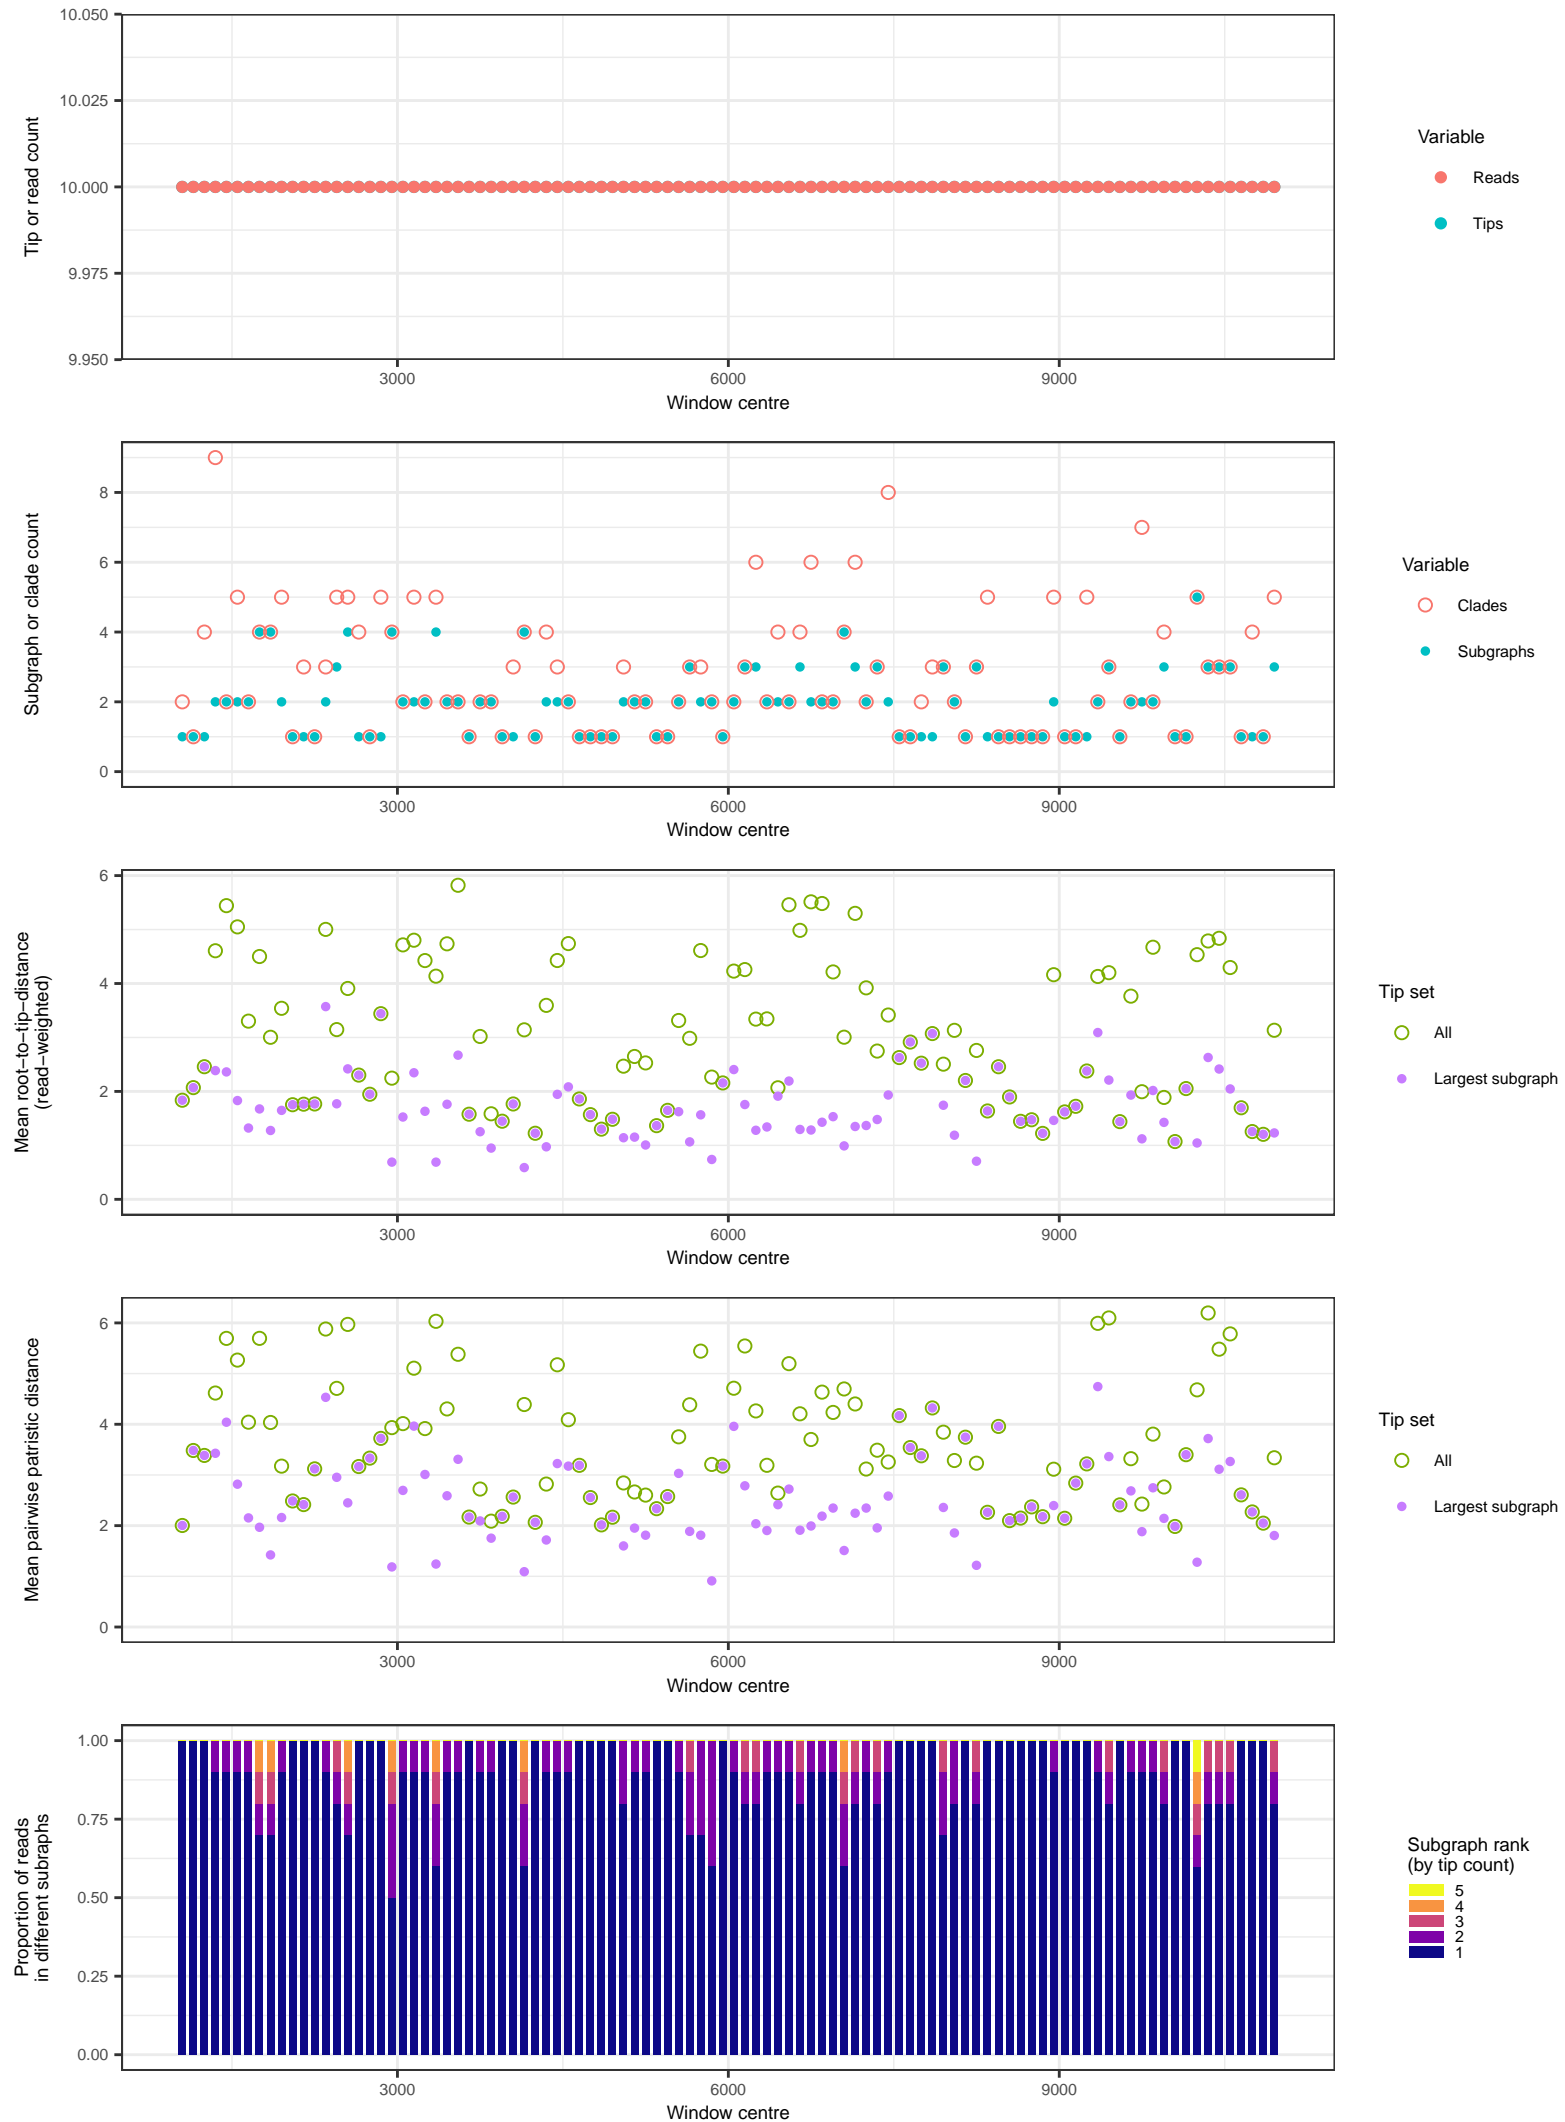 10.050
10.025
10.000
9.975
9.950
Tip or read count
3000 6000 9000
Window centre
Variable
Reads
Tips
8
6
4
2
0
Subgraph or clade count
3000 6000 9000
Window centre
Variable
Clades
Subgraphs
6
4
2
0
Mean root−to−tip−distance
(read−weighted)
3000 6000 9000
Window centre
Tip set
All
Largest subgraph
6
4
2
0
Mean pairwise patristic distance
3000 6000 9000
Window centre
Tip set
All
Largest subgraph
1.00
0.75
0.50
0.25
0.00
Proportion of reads
in different subraphs
3000 6000 9000
Window centre
Subgraph rank
(by tip count)
5
4
3
2
1